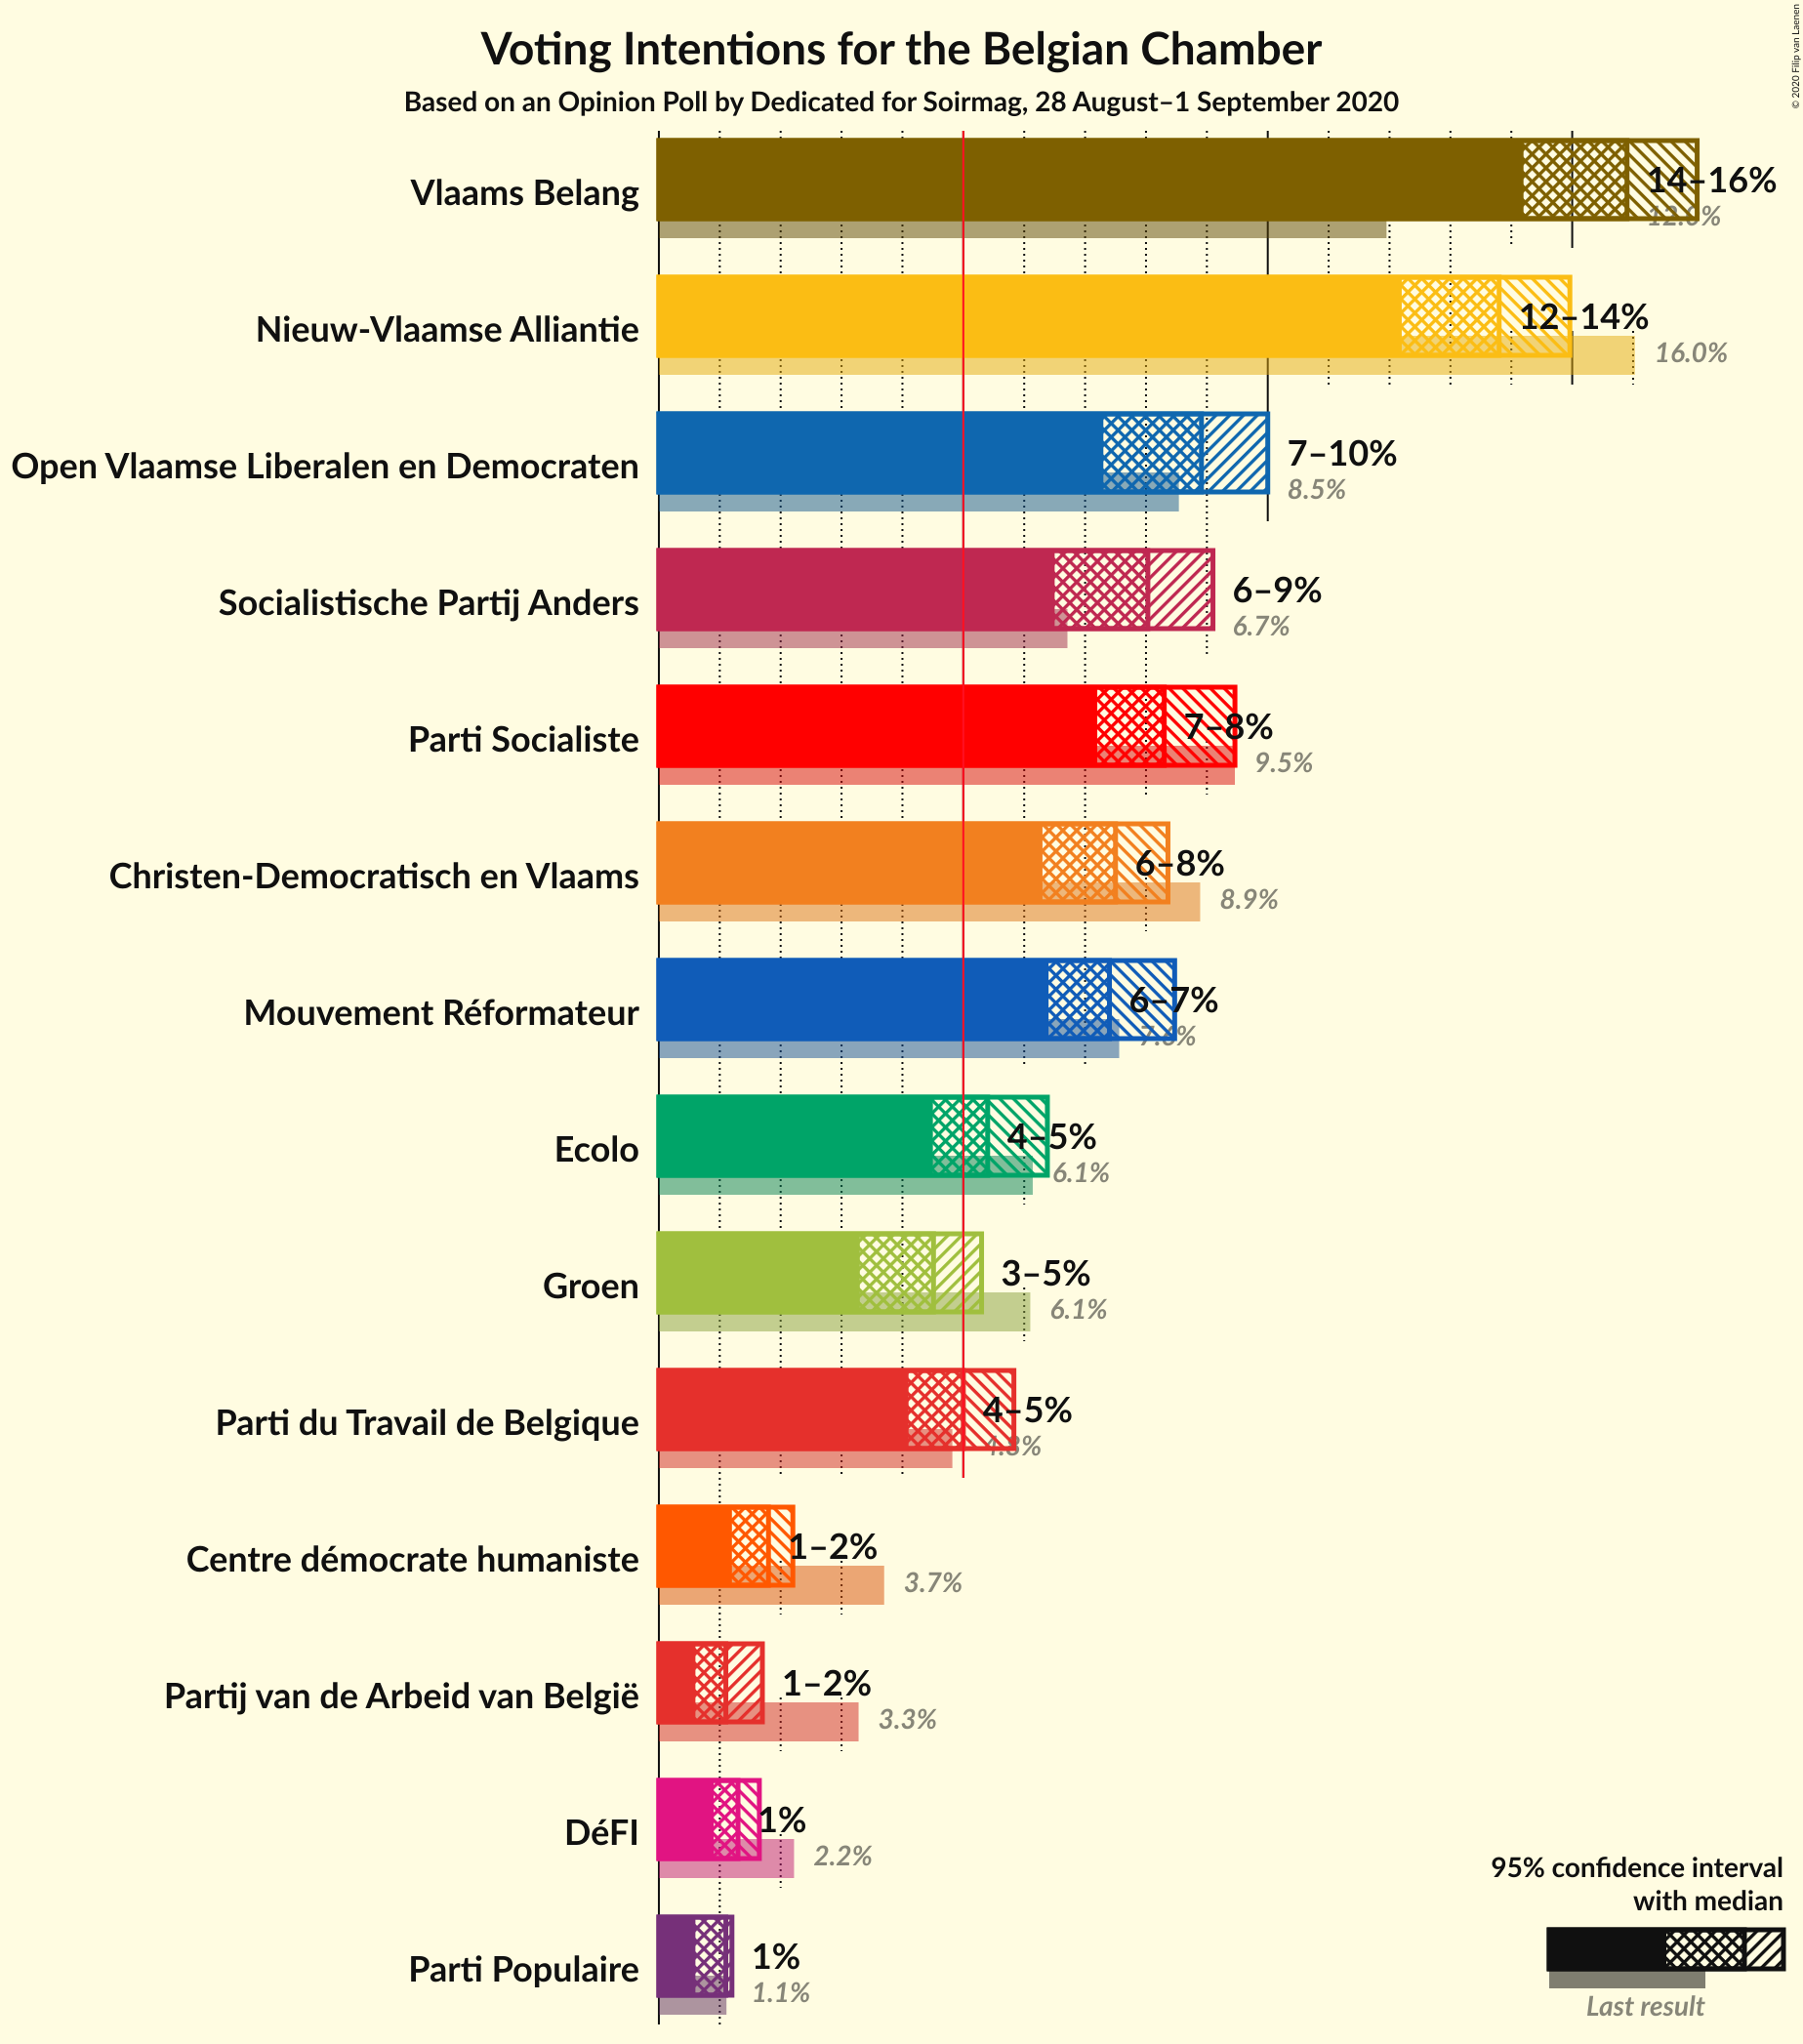 © 2020 Filip van Laenen
Voting Intentions for the Belgian Chamber
Based on an Opinion Poll by Dedicated for Soirmag, 28 August–1 September 2020
Vlaams Belang
14–16%
12.0%
Nieuw-Vlaamse Alliantie
12–14%
16.0%
Open Vlaamse Liberalen en Democraten
7–10%
8.5%
Socialistische Partij Anders
6–9%
6.7%
Parti Socialiste
7–8%
9.5%
Christen-Democratisch en Vlaams
6–8%
8.9%
Mouvement Réformateur
6–7%
7.6%
Ecolo
4–5%
6.1%
Groen
3–5%
6.1%
Parti du Travail de Belgique
4–5%
4.8%
Centre démocrate humaniste
1–2%
3.7%
Partij van de Arbeid van België
1–2%
3.3%
DéFI
1%
2.2%
Parti Populaire
1%
1.1%
95% confidence interval
with median
Last result